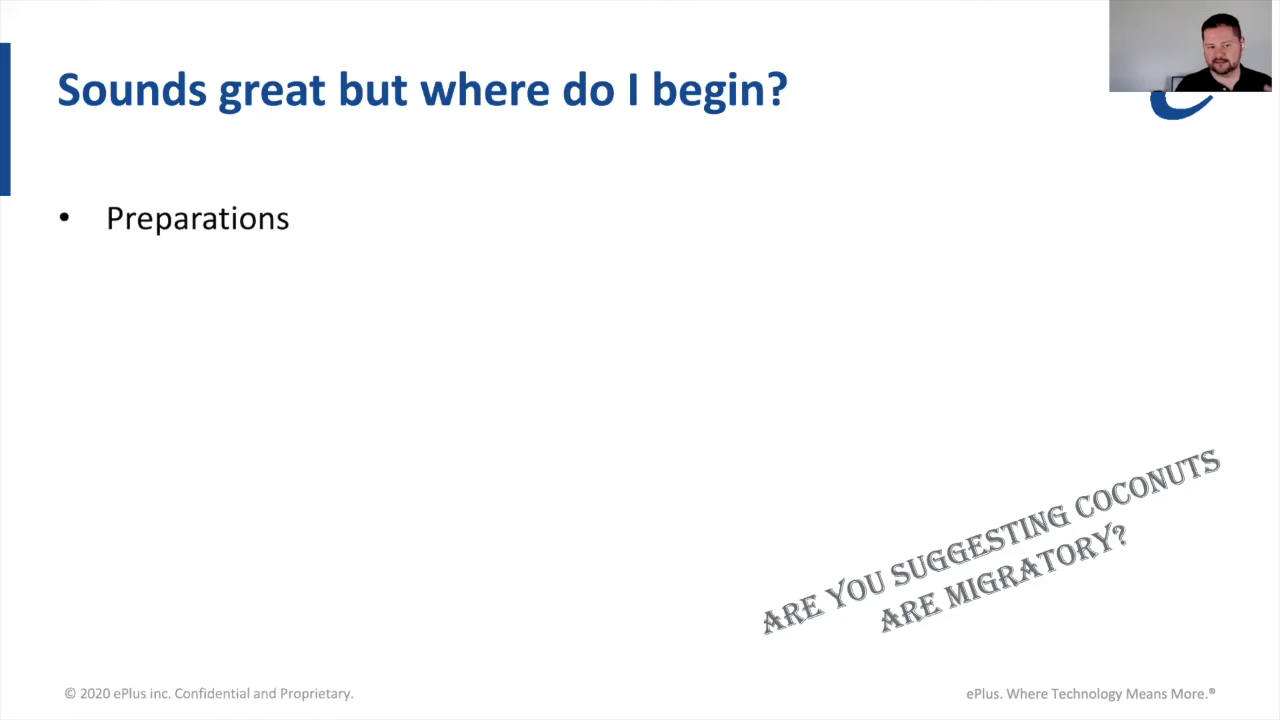 Sounds great but where do I begin?
• Preparations
ARE YOU SUGGESTING COCONUTS
ARE MIGRATORY?
© 2020 ePlus inc. Confidential and Proprietary.
ePlus. Where Technology Means More.®